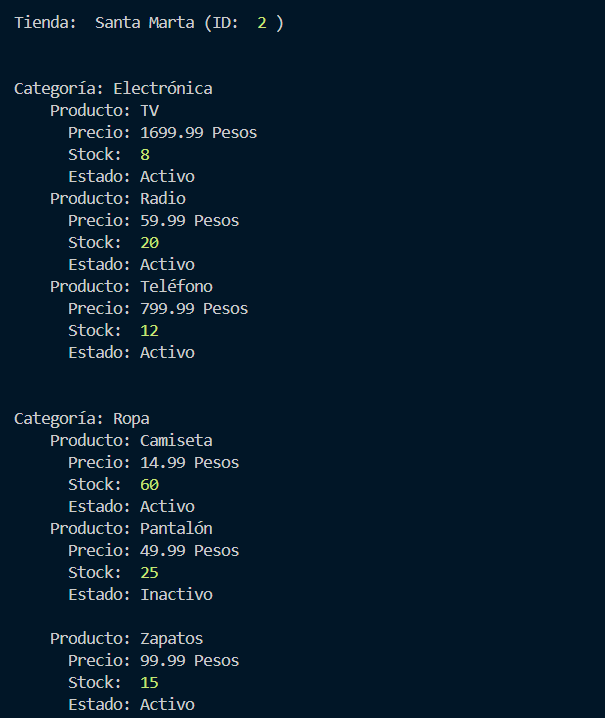 Tienda:  Santa Marta (ID:  2 )
Categoría: Electrónica
Producto: TV
Precio: 1699.99 Pesos
Stock:  8
Estado: Activo
Producto: Radio
Precio: 59.99 Pesos
Stock:  20
Estado: Activo
Producto: Teléfono
Precio: 799.99 Pesos
Stock:  12
Estado: Activo
Categoría: Ropa
Producto: Camiseta
Precio: 14.99 Pesos
Stock:  60
Estado: Activo
Producto: Pantalón
Precio: 49.99 Pesos
Stock:  25
Estado: Inactivo
Producto: Zapatos
Precio: 99.99 Pesos
Stock:  15
Estado: Activo